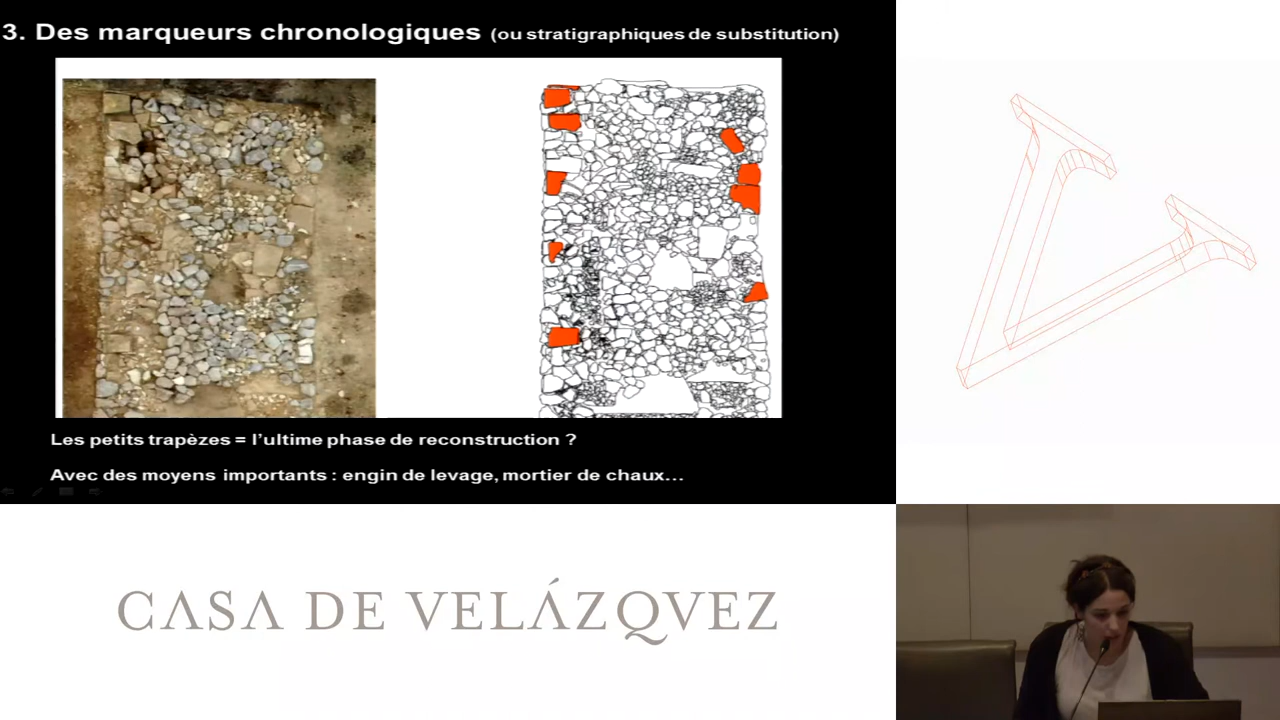 3. Des marqueurs chronologiques (ou stratigraphiques de substitution)
Les petits trapèzes = l’ultime phase de reconstruction ?
Avec des moyens importants : engin de levage, mortier de chaux…
CASA DE VELÁZQVEZ